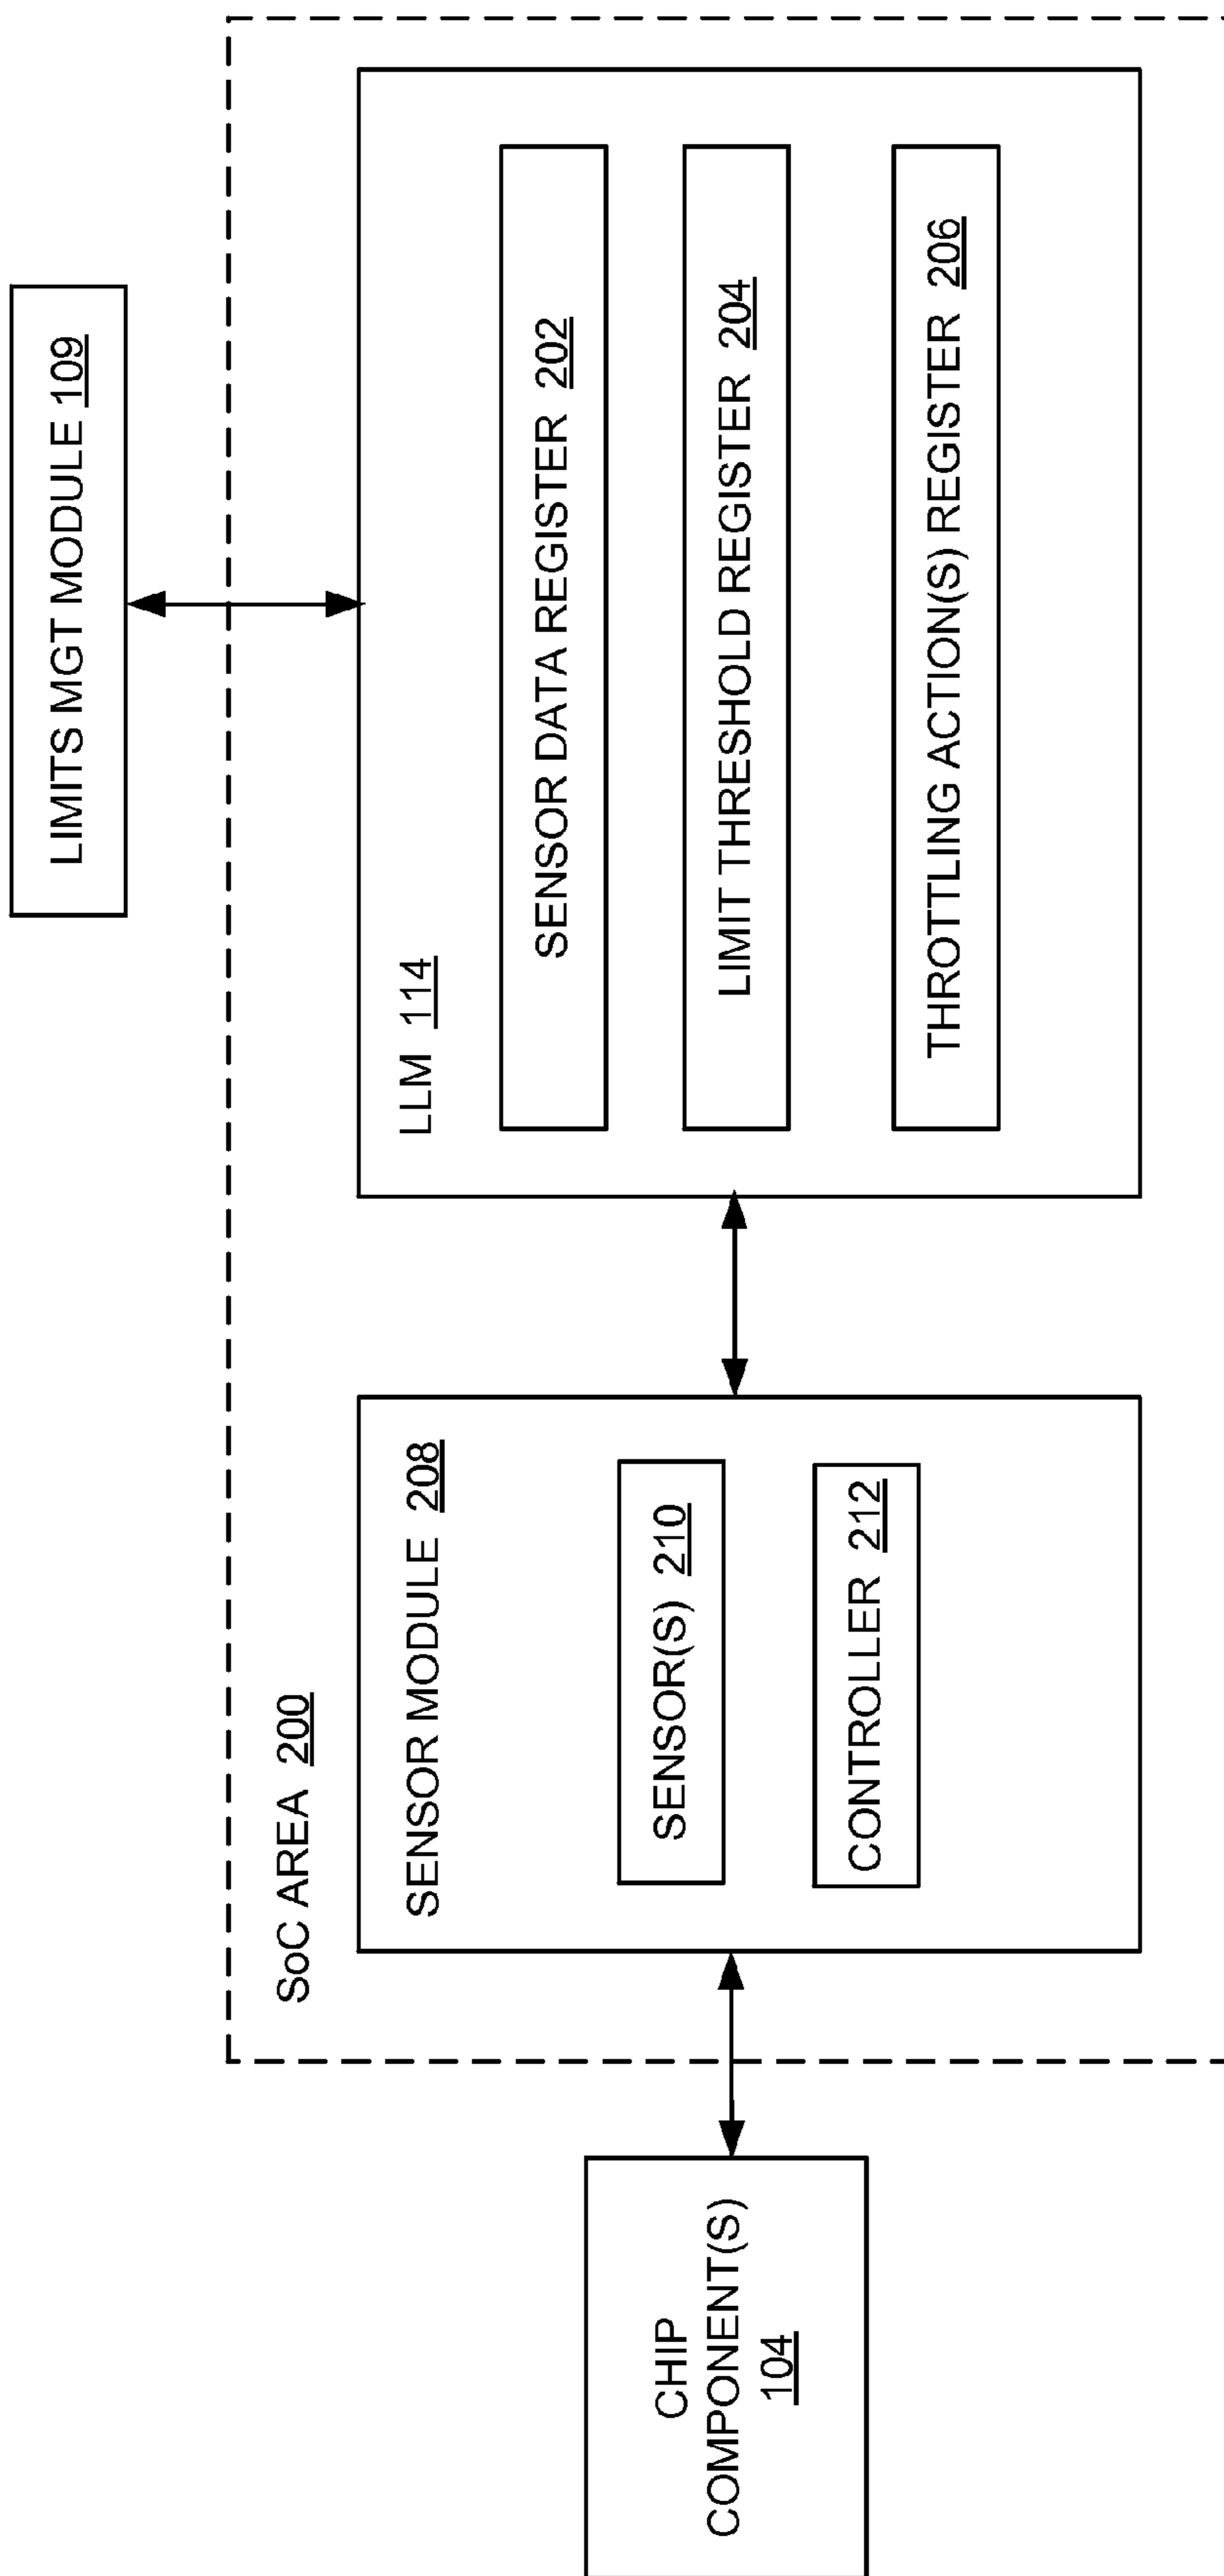 LIMITS MGT MODULE 109
SoC AREA 200
SENSOR MODULE 208
SENSOR(S) 210
CONTROLLER 212
LLM 114
SENSOR DATA REGISTER 202
LIMIT THRESHOLD REGISTER 204
THROTTLING ACTION(S) REGISTER 206
CHIP
COMPONENT(S)
104